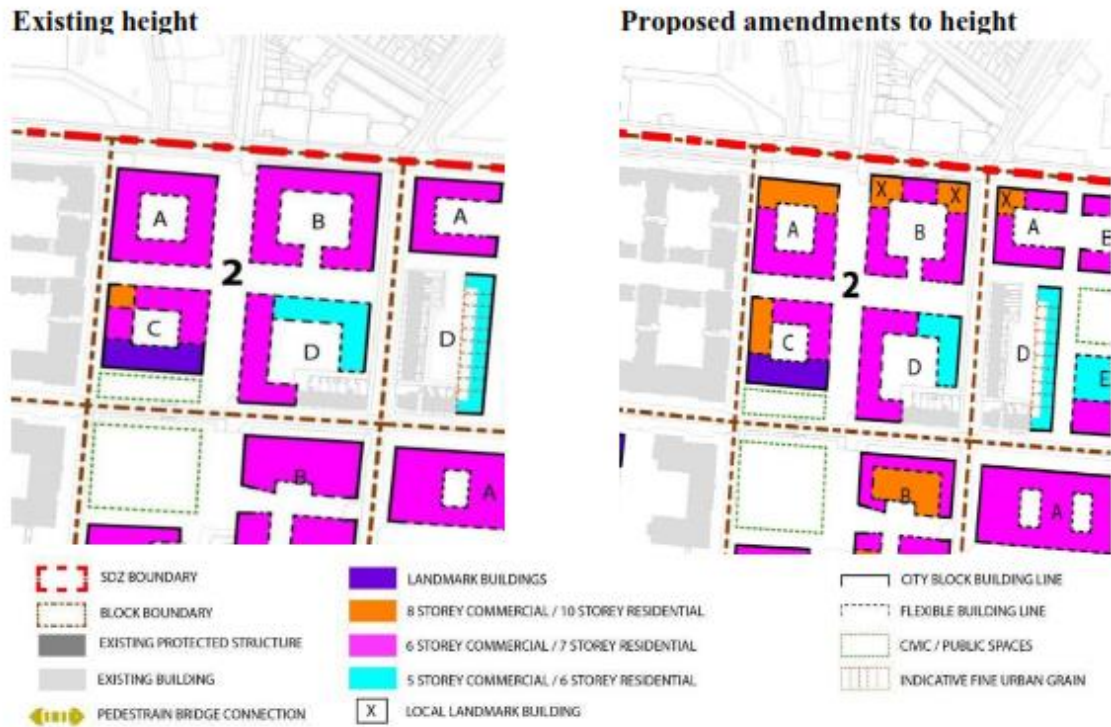 Existing height
Proposed amendments to height
A
B
A
2
C
D
D
B
A
X
X
X
A
B
A
E
2
C
D
D
E
B
A
SDZ BOUNDARY
BLOCK BOUNDARY
EXISTING PROTECTED STRUCTURE
EXISTING BUILDING
PEDESTRAIN BRIDGE CONNECTION
LANDMARK BUILDINGS
8 STOREY COMMERCIAL / 10 STOREY RESIDENTIAL
6 STOREY COMMERCIAL / 7 STOREY RESIDENTIAL
5 STOREY COMMERCIAL / 6 STOREY RESIDENTIAL
X LOCAL LANDMARK BUILDING
CITY BLOCK BUILDING LINE
FLEXIBLE BUILDING LINE
CIVIC / PUBLIC SPACES
INDICATIVE FINE URBAN GRAIN